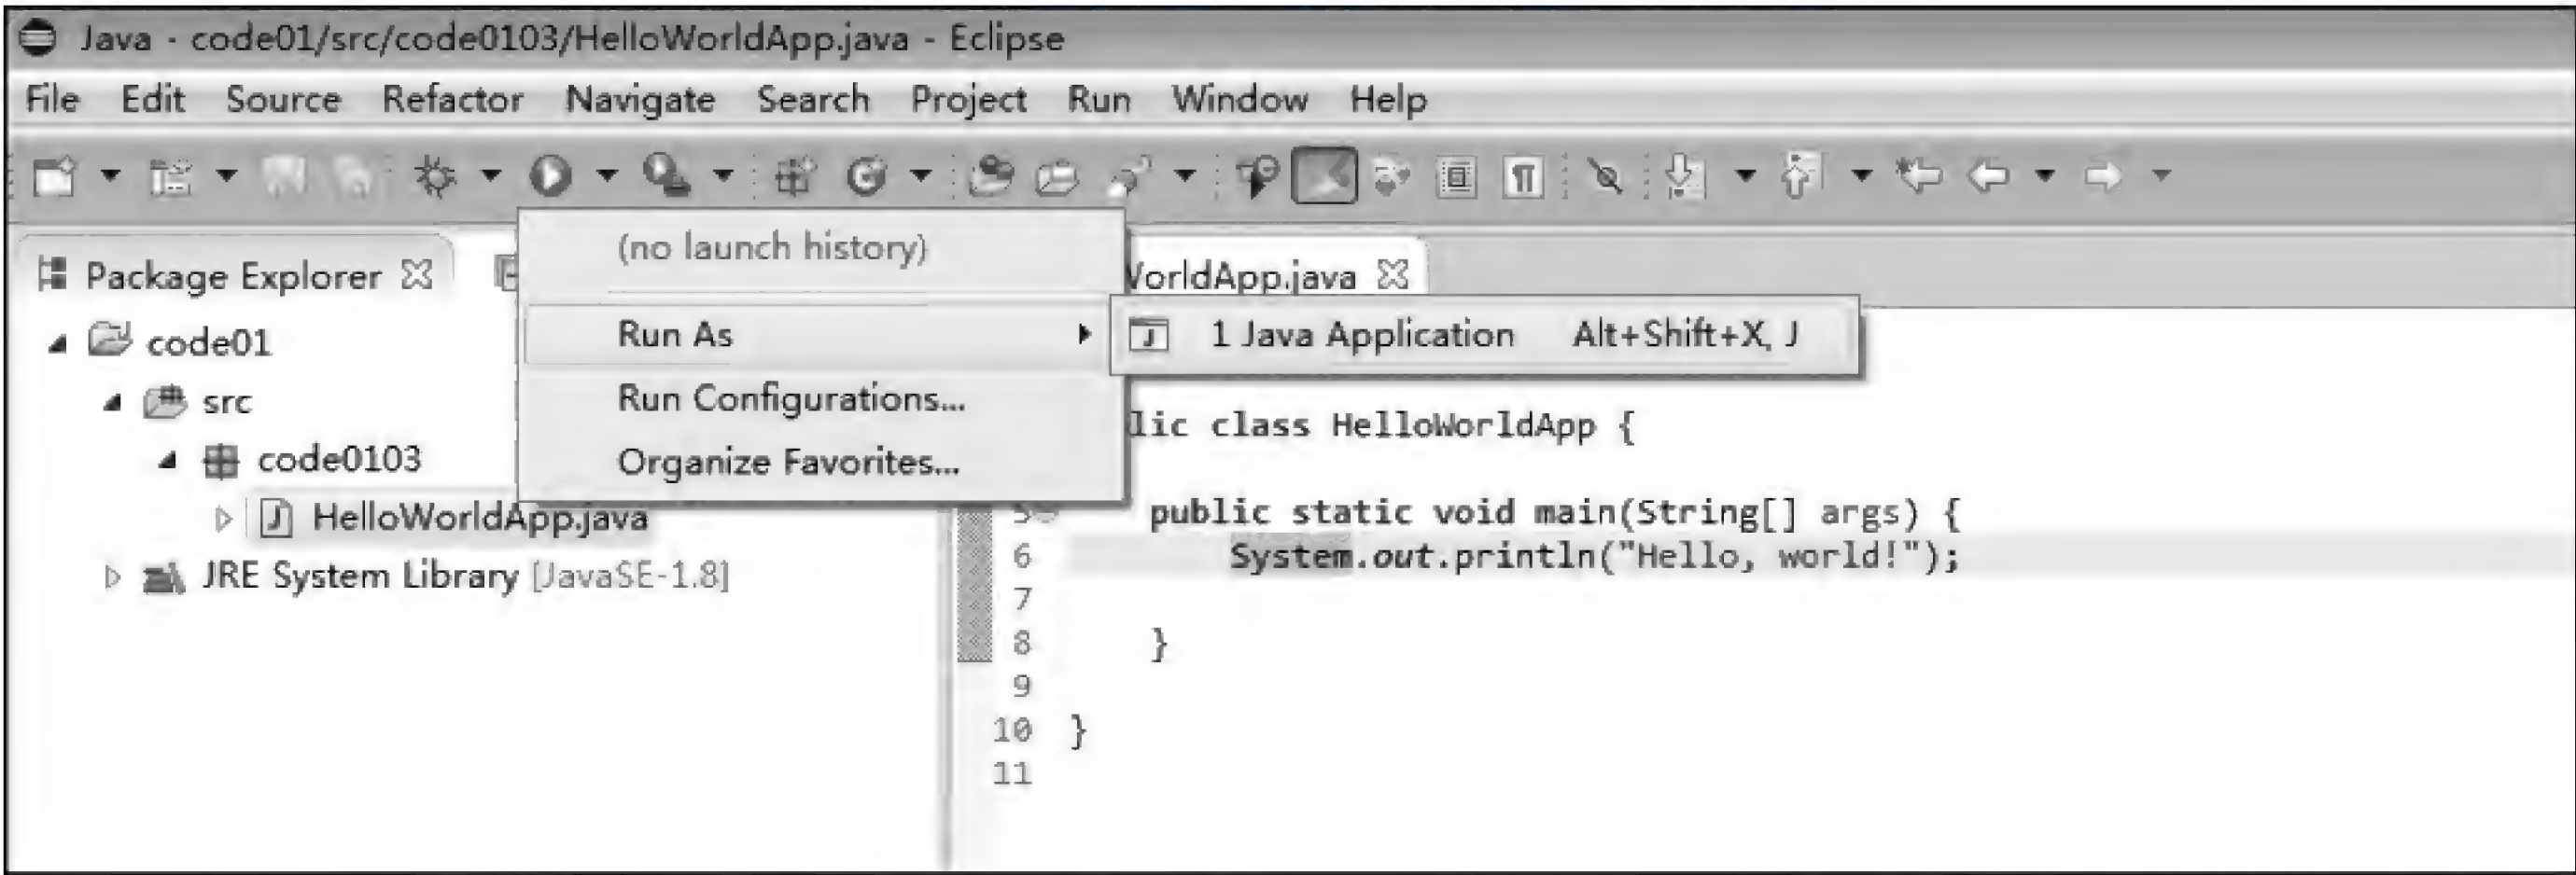 Java - code01/src/code0103/HelloWorldApp.java - Eclipse
File Edit Source Refactor Navigate Search Project Run Window Help
Package Explorer
code01
src
code0103
HelloWorldApp.java
JRE System Library [JavaSE-1.8]
(no launch history)
Run As
Run Configurations...
Organize Favorites...
1 Java Application Alt+Shift+X, J
WorldApp.java
lic class HelloWorldApp {
5 public static void main(String[] args) {
6 System.out.println("Hello, world!");
7
8 }
9
10 }
11